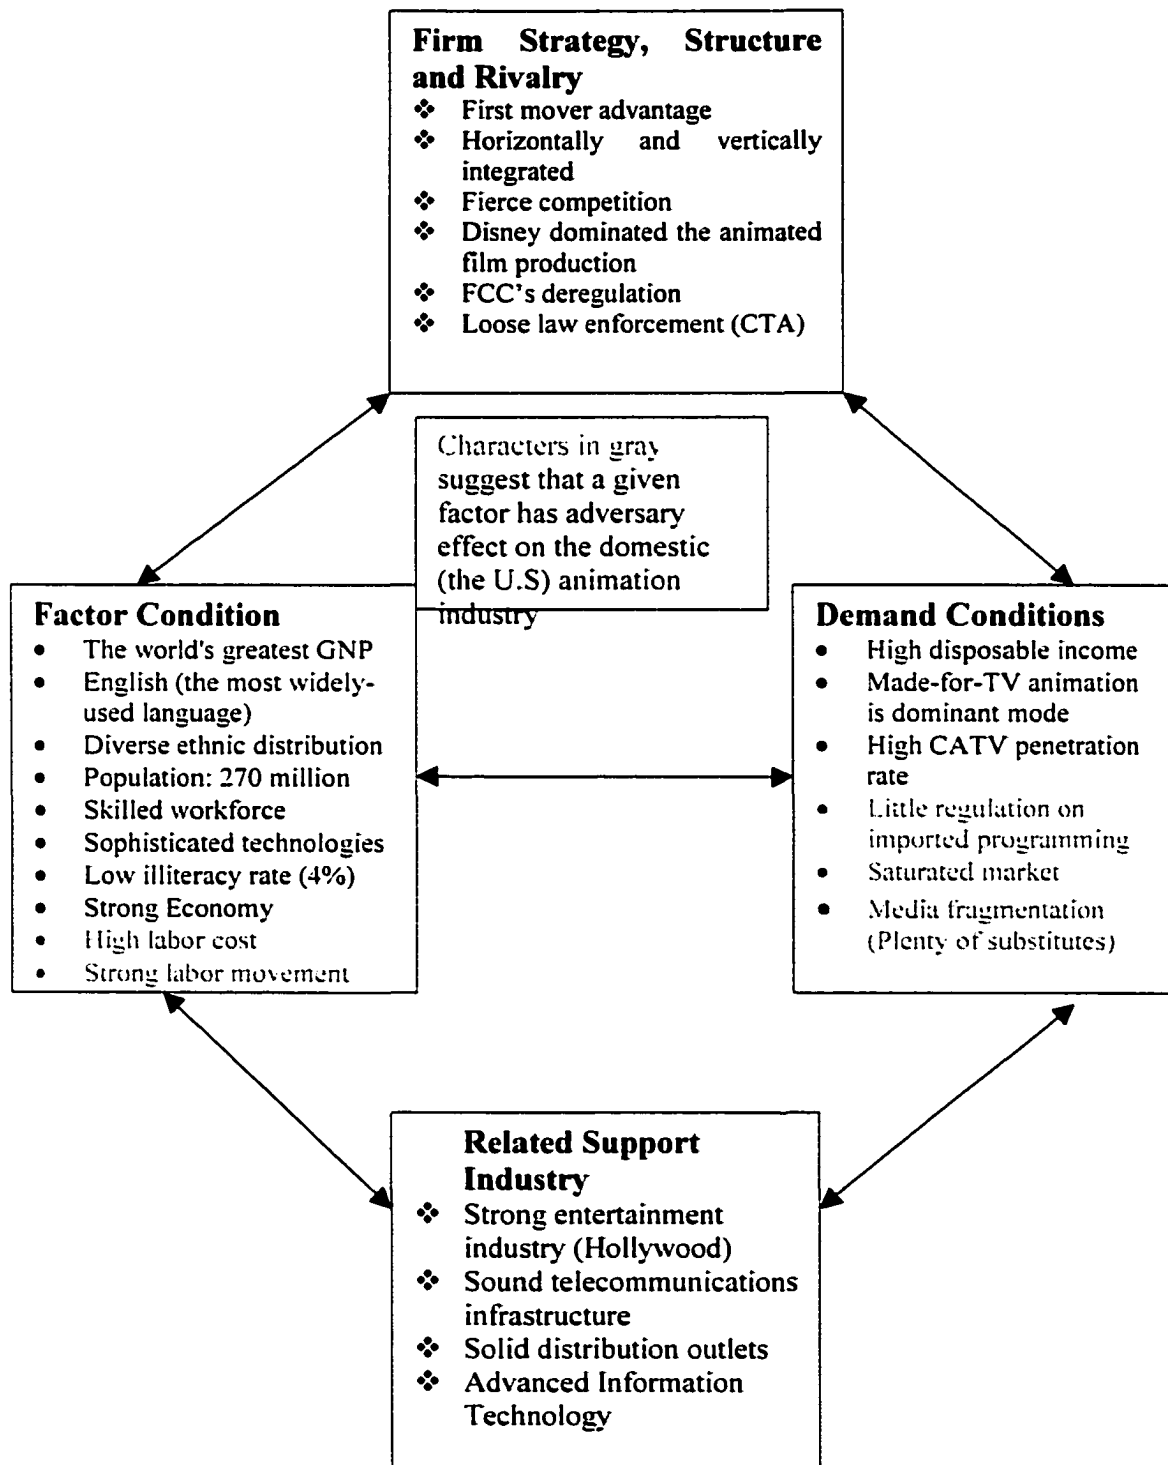 Firm Strategy, Structure
and Rivalry
❖ First mover advantage
❖ Horizontally and vertically
integrated
❖ Fierce competition
❖ Disney dominated the animated
film production
❖ FCC's deregulation
❖ Loose law enforcement (CTA)
Characters in gray
suggest that a given
factor has adversary
effect on the domestic
(the U.S) animation
industry
Factor Condition
• The world's greatest GNP
• English (the most widely-
used language)
• Diverse ethnic distribution
• Population: 270 million
• Skilled workforce
• Sophisticated technologies
• Low illiteracy rate (4%)
• Strong Economy
• High labor cost
• Strong labor movement
Demand Conditions
• High disposable income
• Made-for-TV animation
is dominant mode
• High CATV penetration
rate
• Little regulation on
imported programming
• Saturated market
• Media fragmentation
(Plenty of substitutes)
Related Support
Industry
❖ Strong entertainment
industry (Hollywood)
❖ Sound telecommunications
infrastructure
❖ Solid distribution outlets
❖ Advanced Information
Technology